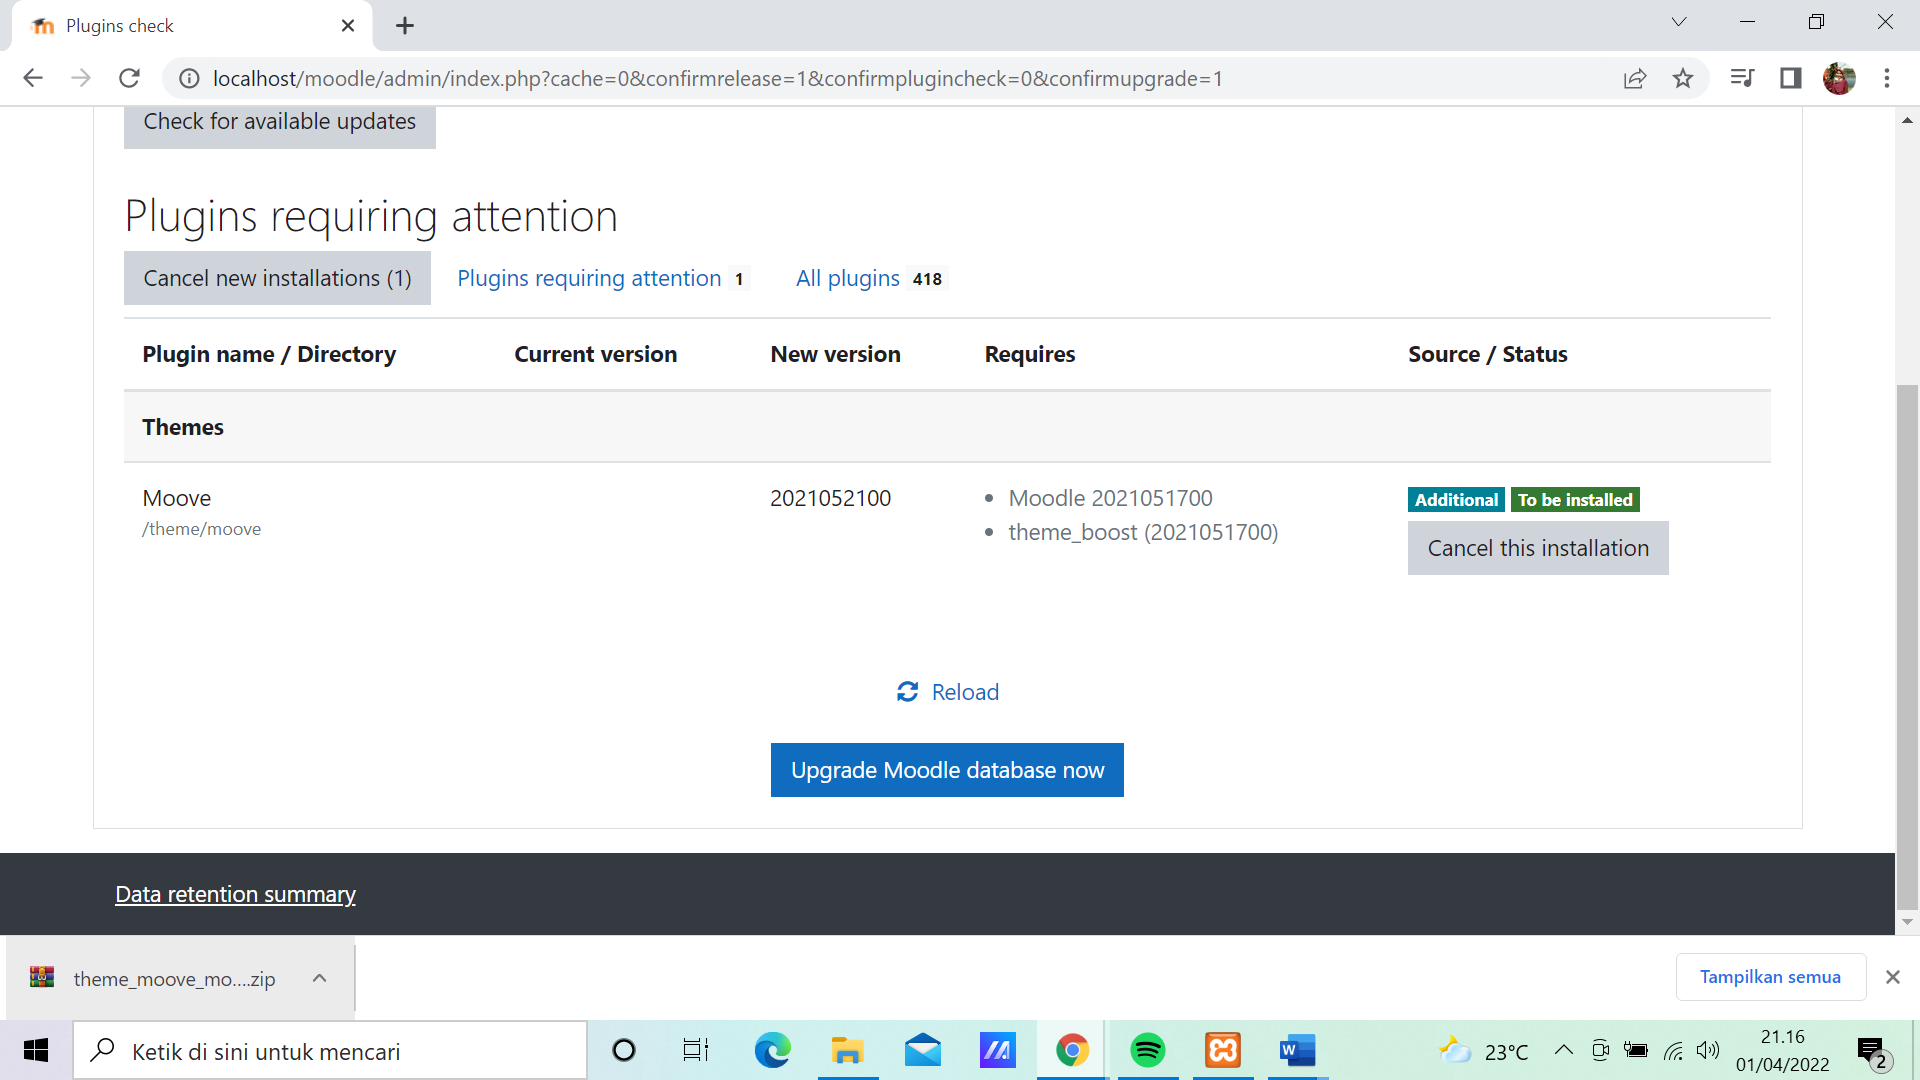 Plugins check
localhost/moodle/admin/index.php?cache=0&confirmrelease=1&confirmplugincheck=0&confirmupgrade=1
Check for available updates
Plugins requiring attention
Cancel new installations (1) Plugins requiring attention 1 All plugins 418
Plugin name / Directory Current version New version Requires Source / Status
Themes
Moove 2021052100 • Moodle 2021051700 Additional To be installed
/theme/moove • theme_boost (2021051700)
Cancel this installation
Reload
Upgrade Moodle database now
Data retention summary
theme_moove_mo....zip Tampilkan semua
Ketik di sini untuk mencari 23°C 21.16
01/04/2022 2